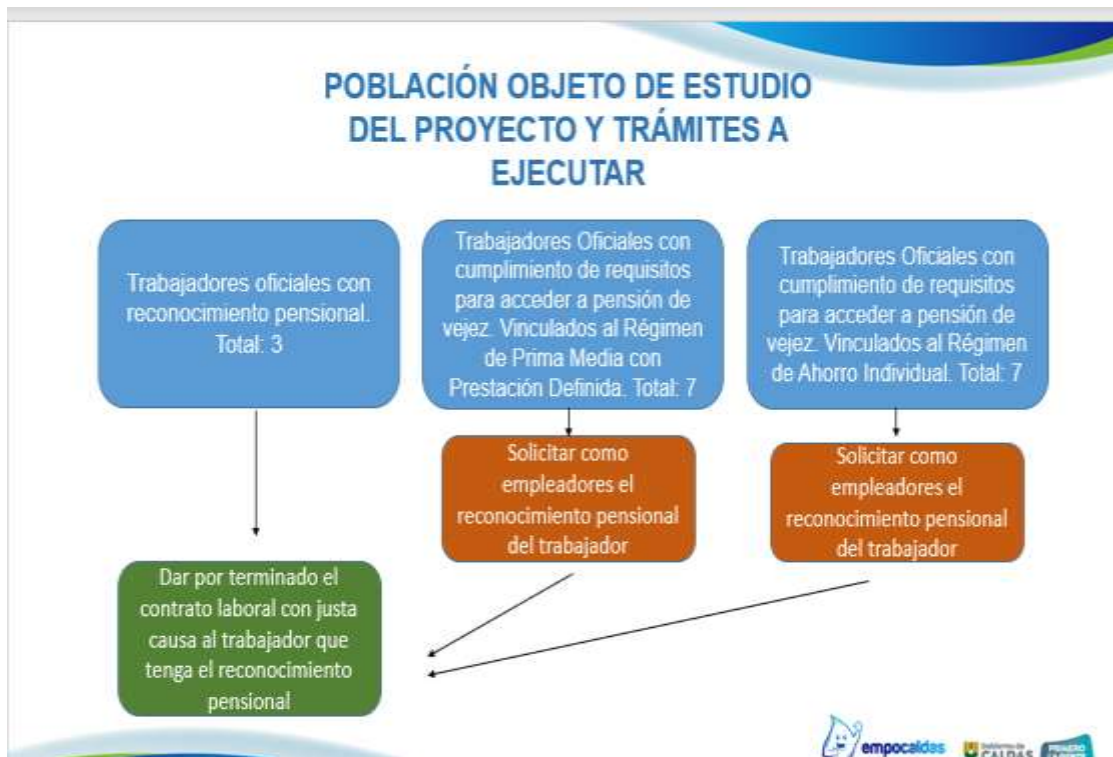 POBLACIÓN OBJETO DE ESTUDIO
DEL PROYECTO Y TRÁMITES A
EJECUTAR
Trabajadores oficiales con
reconocimiento pensional.
Total: 3
Trabajadores Oficiales con
cumplimiento de requisitos
para acceder a pensión de
vejez. Vinculados al Régimen
de Prima Media con
Prestación Definida. Total: 7
Trabajadores Oficiales con
cumplimiento de requisitos
para acceder a pensión de
vejez. Vinculados al Régimen
de Ahorro Individual. Total: 7
Solicitar como
empleadores el
reconocimiento pensional
del trabajador
Solicitar como
empleadores el
reconocimiento pensional
del trabajador
Dar por terminado el
contrato laboral con justa
causa al trabajador que
tenga el reconocimiento
pensional
empocaldas
Gobierno de
CALDAS
PRIMERO